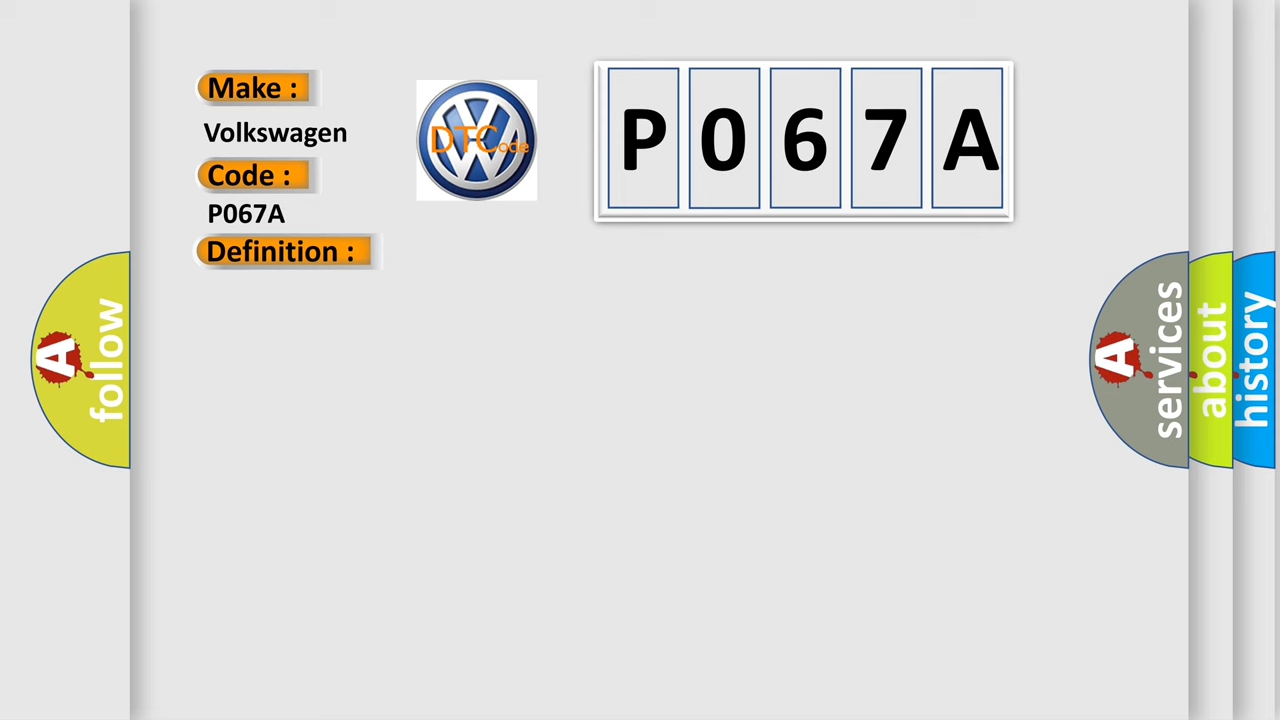 Make :
Volkswagen
Code :
P067A
Definition :
DTCode
P067A
A follow
A services
about
history